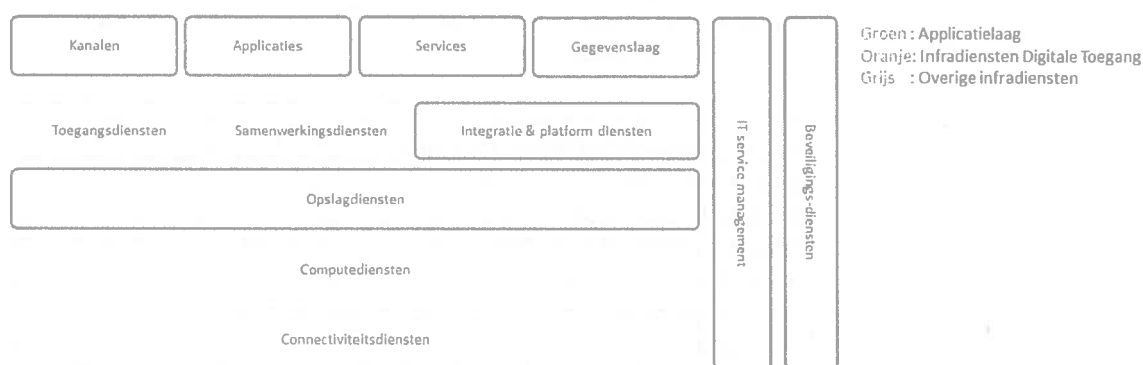 Kanalen
Applicaties
Services
Gegevenslaag
Toegangsdiensten
Samenwerkingsdiensten
Integratie & platform diensten
Opslagdiensten
Computediensten
Connectiviteitsdiensten
IT service management
Beveiligings-diensten
Groen : Applicatielaag
Oranje: Infradiensten Digitale Toegang
Grijs : Overige infradiensten